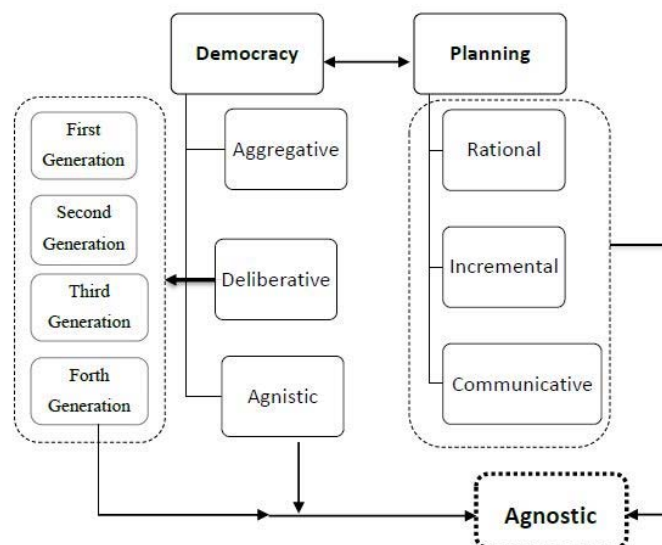 Democracy
Planning
First
Generation
Second
Generation
Third
Generation
Forth
Generation
Aggregative
Deliberative
Agnistic
Rational
Incremental
Communicative
Agnostic